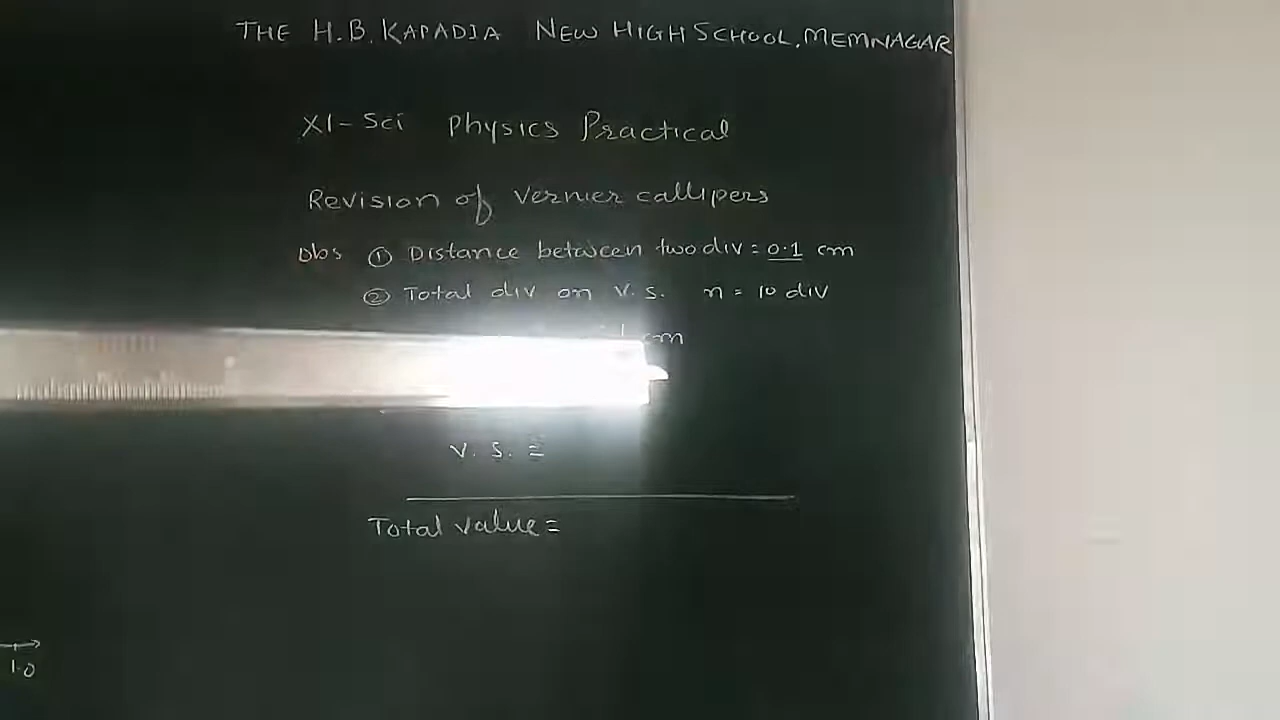 THE H.B. KAPADIA NEW HIGH SCHOOL, MEMNAGAR
XI-Sci Physics Practical
Revision of Vernier callipers
Obs ① Distance between two div = 0.1 cm
② Total div on V.S. n = 10 div
cm
V. S. =
Total value =
1.0